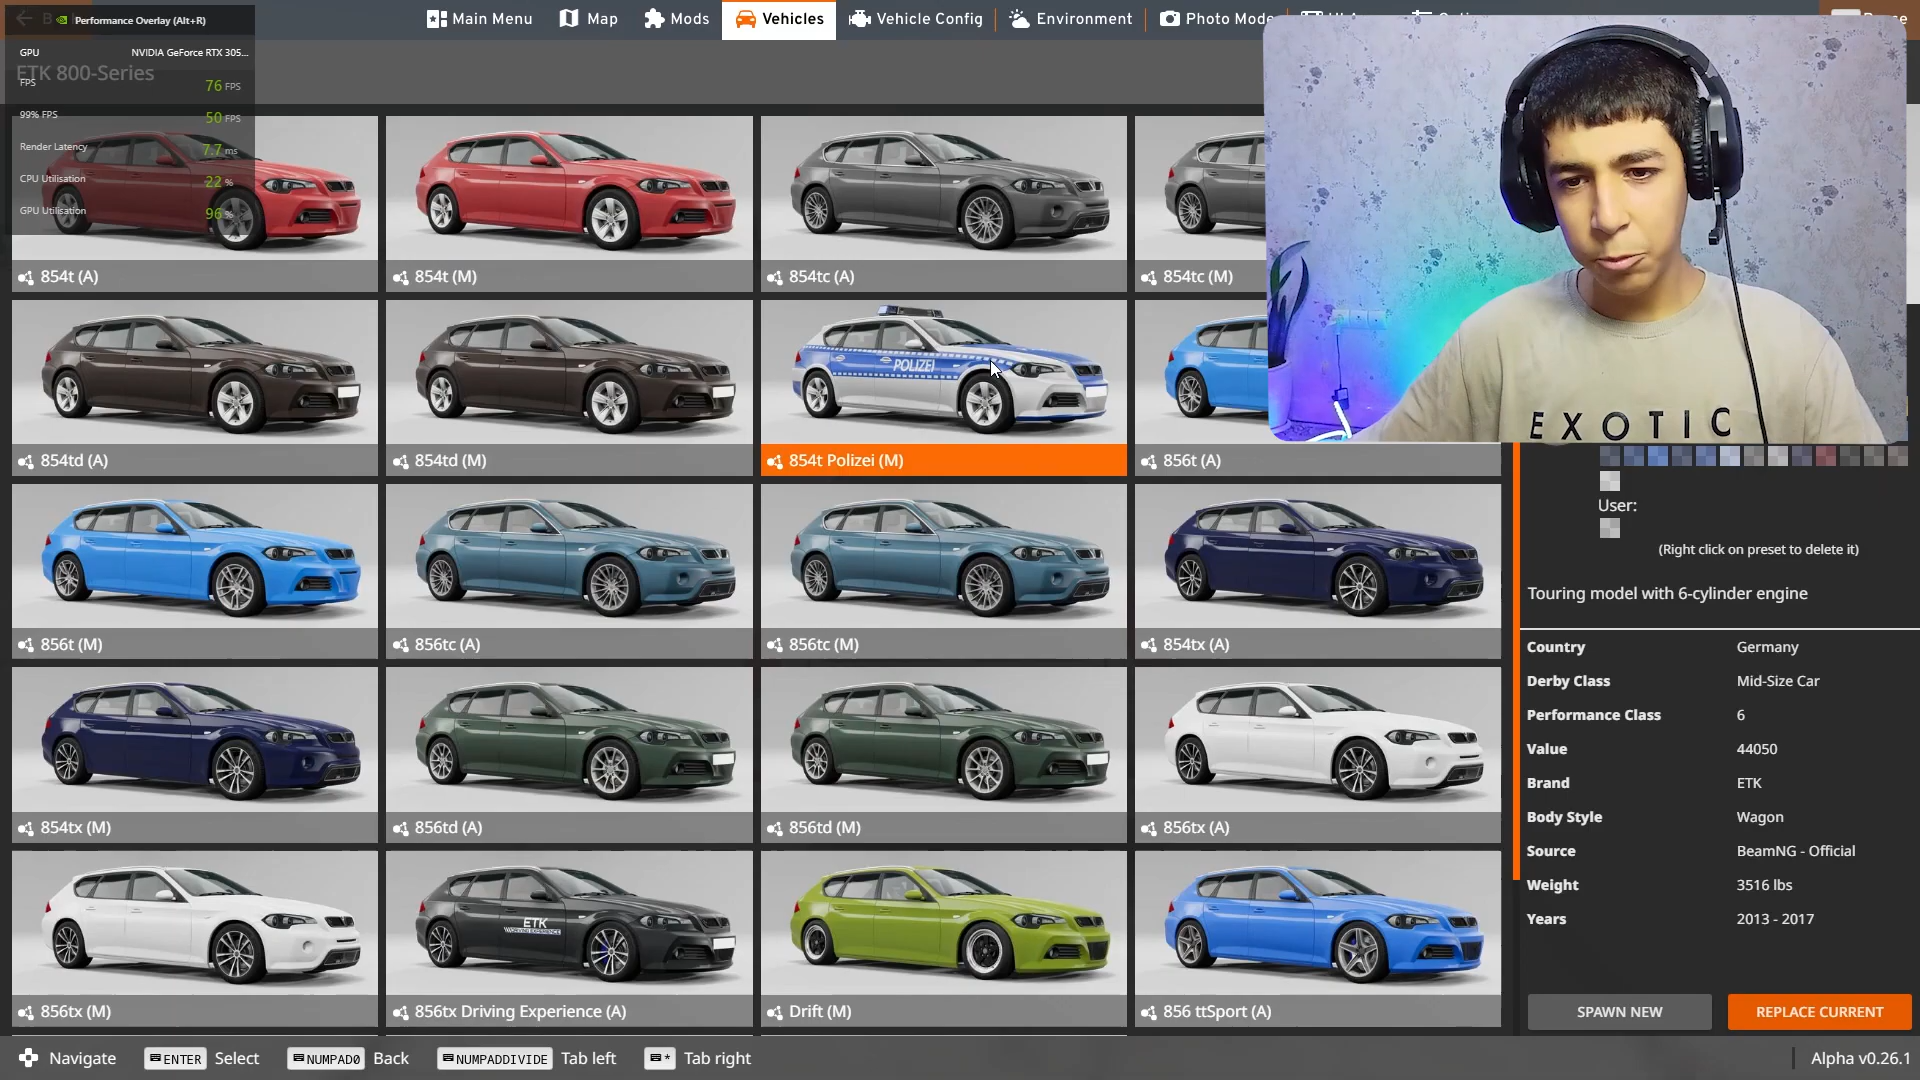 Performance Overlay (Alt+R)
Main Menu
Map
Mods
Vehicles
Vehicle Config
Environment
Photo Mode
GPU
NVIDIA GeForce RTX 305...
ETK 800-Series
FPS
76 FPS
99% FPS
50 FPS
Render Latency
7.7 ms
CPU Utilisation
22 %
GPU Utilisation
96 %
854t (A)
854t (M)
854tc (A)
854tc (M)
POLIZEI
EXOTIC
854td (A)
854td (M)
854t Polizei (M)
856t (A)
User:
(Right click on preset to delete it)
Touring model with 6-cylinder engine
856t (M)
856tc (A)
856tc (M)
854tx (A)
Country Germany
Derby Class Mid-Size Car
Performance Class 6
Value 44050
Brand ETK
Body Style Wagon
Source BeamNG - Official
Weight 3516 lbs
Years 2013 - 2017
854tx (M)
856td (A)
856td (M)
856tx (A)
ETK
DRIVING EXPERIENCE
856tx (M)
856tx Driving Experience (A)
Drift (M)
856 ttSport (A)
SPAWN NEW
REPLACE CURRENT
Navigate
ENTER Select
NUMPAD0 Back
NUMPADDIVIDE Tab left
* Tab right
Alpha v0.26.1